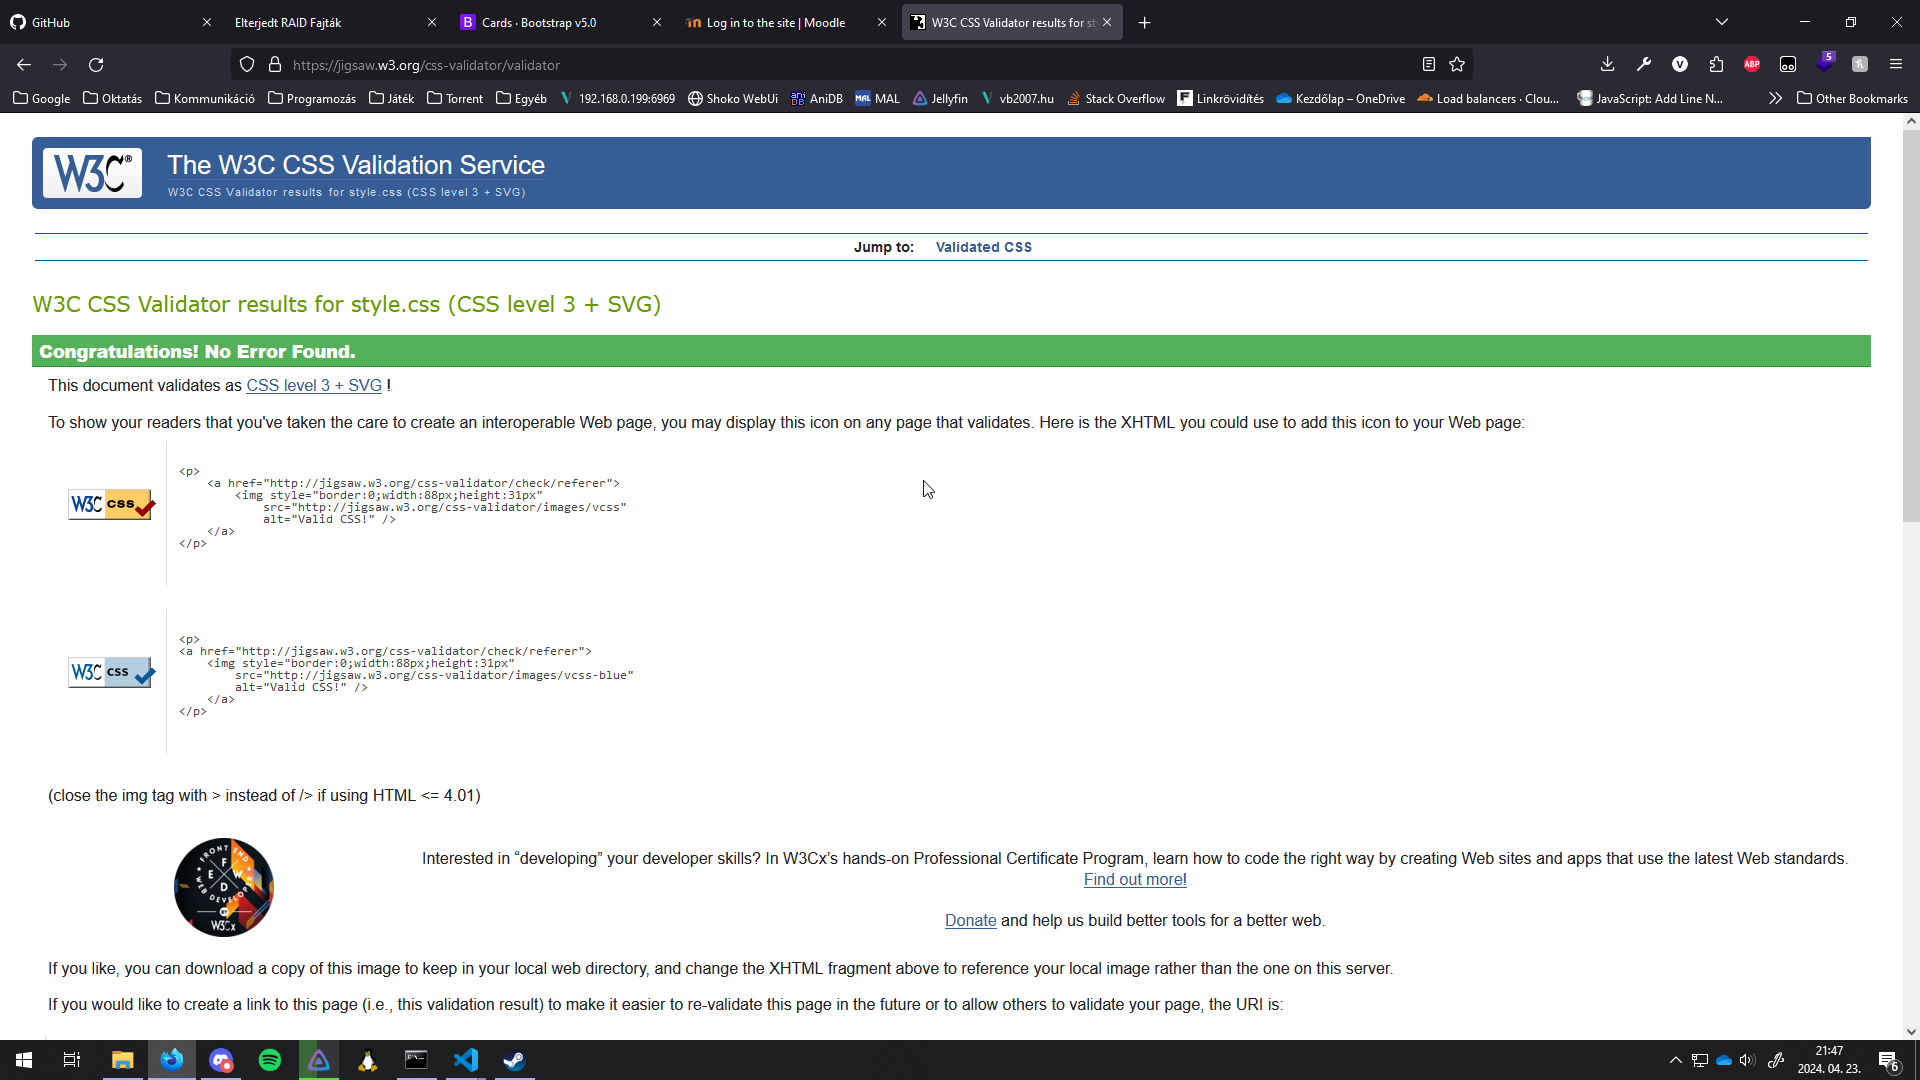 GitHub
Elterjedt RAID Fajták
Cards · Bootstrap v5.0
Log in to the site | Moodle
W3C CSS Validator results for st
https://jigsaw.w3.org/css-validator/validator
ABP
5
Google
Oktatás
Kommunikáció
Programozás
Játék
Torrent
Egyéb
192.168.0.199:6969
Shoko WebUi
AniDB
MAL
Jellyfin
vb2007.hu
Stack Overflow
Linkrövidítés
Kezdőlap – OneDrive
Load balancers · Clou...
JavaScript: Add Line N...
Other Bookmarks
W3C®
The W3C CSS Validation Service
W3C CSS Validator results for style.css (CSS level 3 + SVG)
Jump to: Validated CSS
W3C CSS Validator results for style.css (CSS level 3 + SVG)
Congratulations! No Error Found.
This document validates as CSS level 3 + SVG !
To show your readers that you've taken the care to create an interoperable Web page, you may display this icon on any page that validates. Here is the XHTML you could use to add this icon to your Web page:
W3C CSS
<p>
<a href="http://jigsaw.w3.org/css-validator/check/referer">
<img style="border:0;width:88px;height:31px"
src="http://jigsaw.w3.org/css-validator/images/vcss"
alt="Valid CSS!" />
</a>
</p>
W3C CSS
<p>
<a href="http://jigsaw.w3.org/css-validator/check/referer">
<img style="border:0;width:88px;height:31px"
src="http://jigsaw.w3.org/css-validator/images/vcss-blue"
alt="Valid CSS!" />
</a>
</p>
(close the img tag with > instead of /> if using HTML <= 4.01)
FRONT END
WEB DEVELOPER
F E W D
W3Cx
Interested in “developing” your developer skills? In W3Cx’s hands-on Professional Certificate Program, learn how to code the right way by creating Web sites and apps that use the latest Web standards.
Find out more!
Donate and help us build better tools for a better web.
If you like, you can download a copy of this image to keep in your local web directory, and change the XHTML fragment above to reference your local image rather than the one on this server.
If you would like to create a link to this page (i.e., this validation result) to make it easier to re-validate this page in the future or to allow others to validate your page, the URI is:
21:47
2024. 04. 23.
6